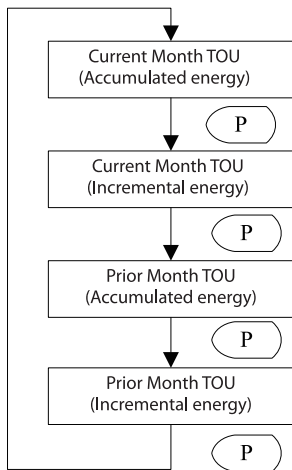 Current Month TOU
(Accumulated energy)
P
Current Month TOU
(Incremental energy)
P
Prior Month TOU
(Accumulated energy)
P
Prior Month TOU
(Incremental energy)
P